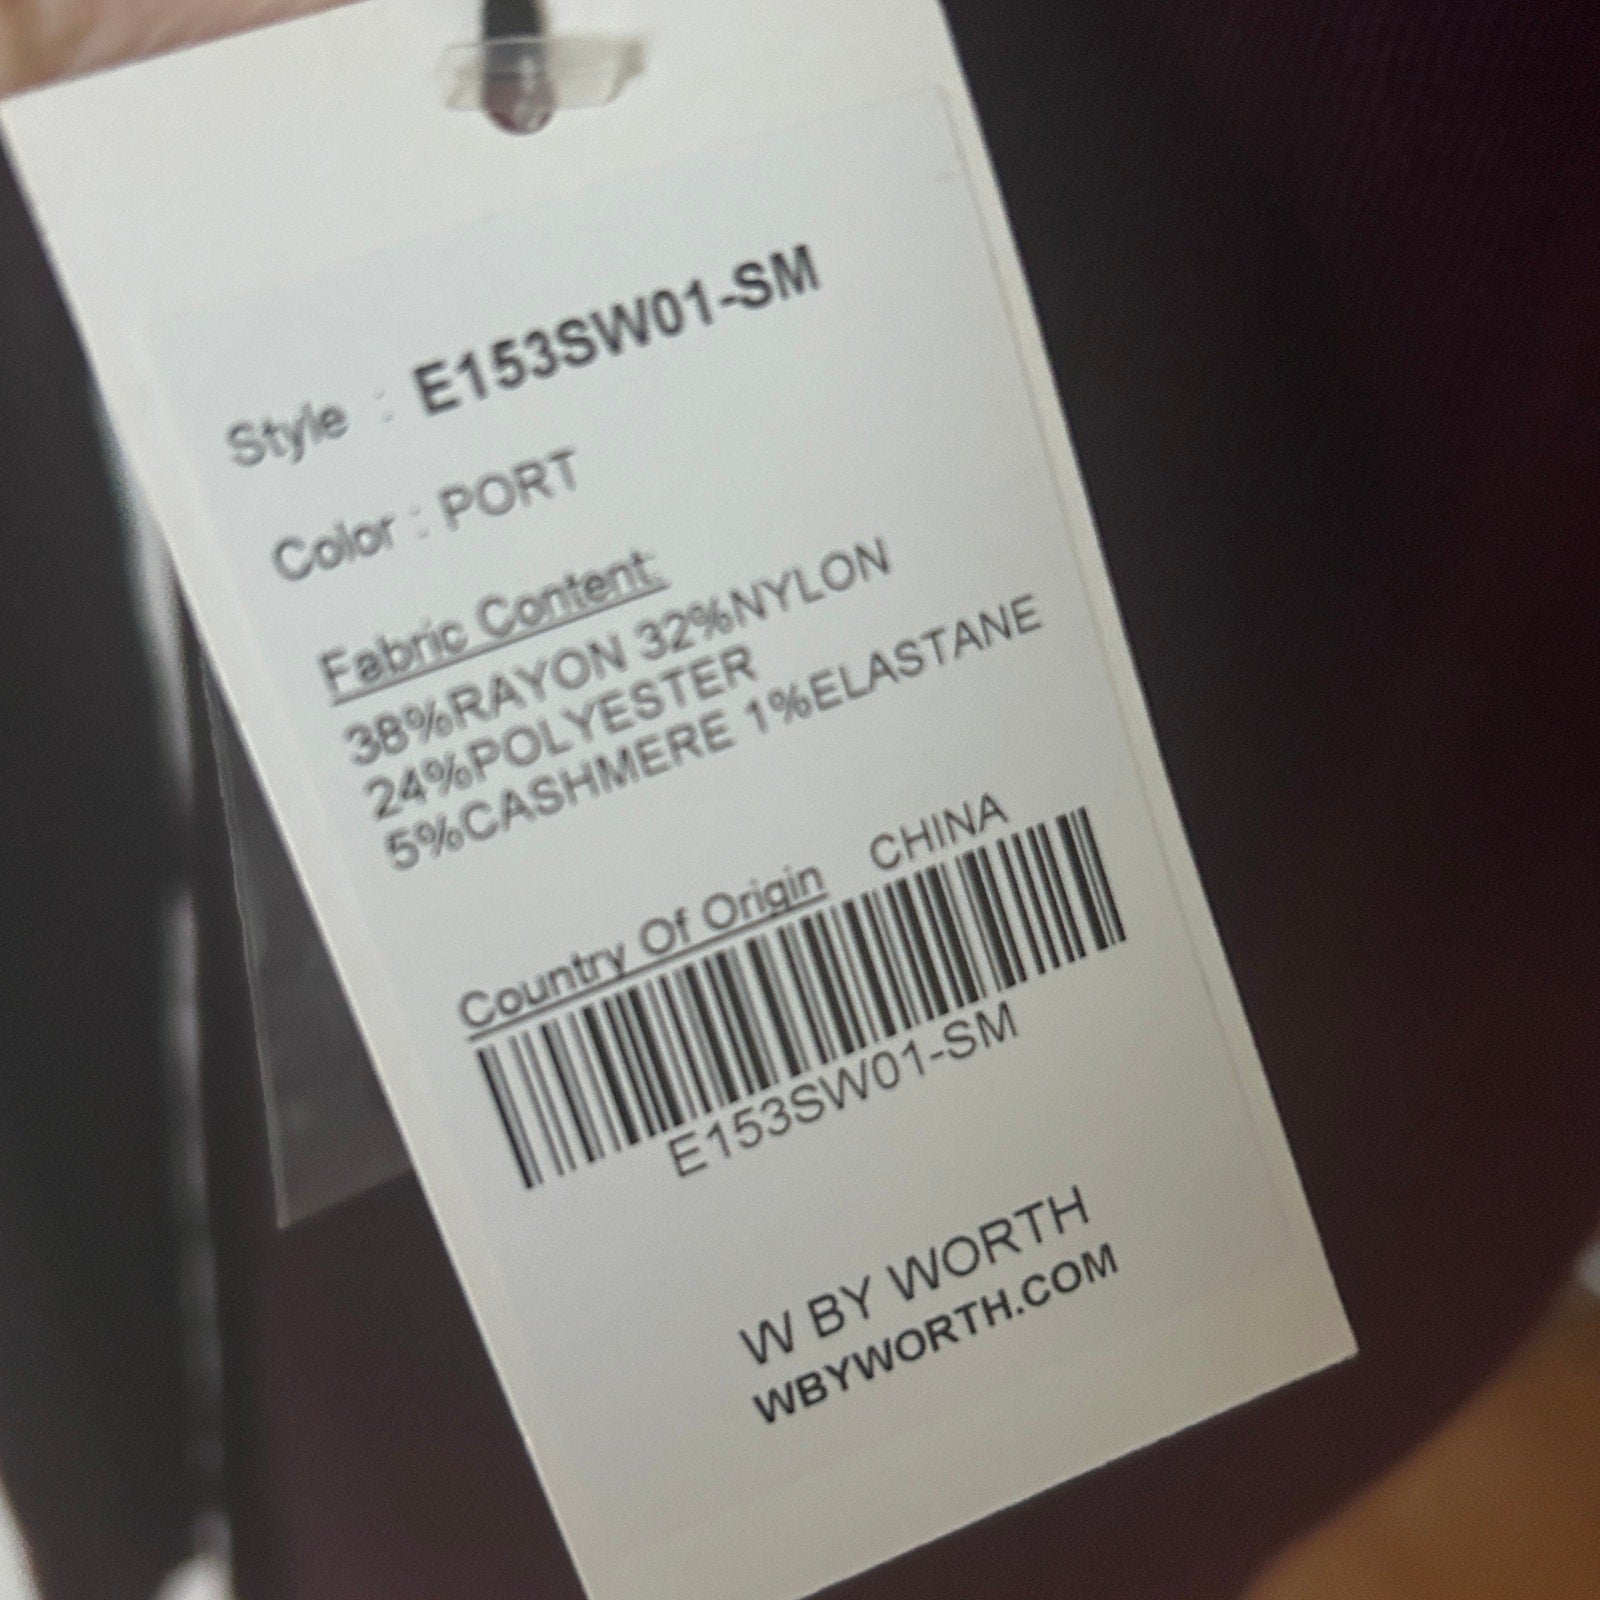 Style : E153SW01-SM
Color : PORT
Fabric Content:
38%RAYON 32%NYLON
24%POLYESTER
5%CASHMERE 1%ELASTANE
Country Of Origin CHINA
E153SW01-SM
W BY WORTH
WBYWORTH.COM